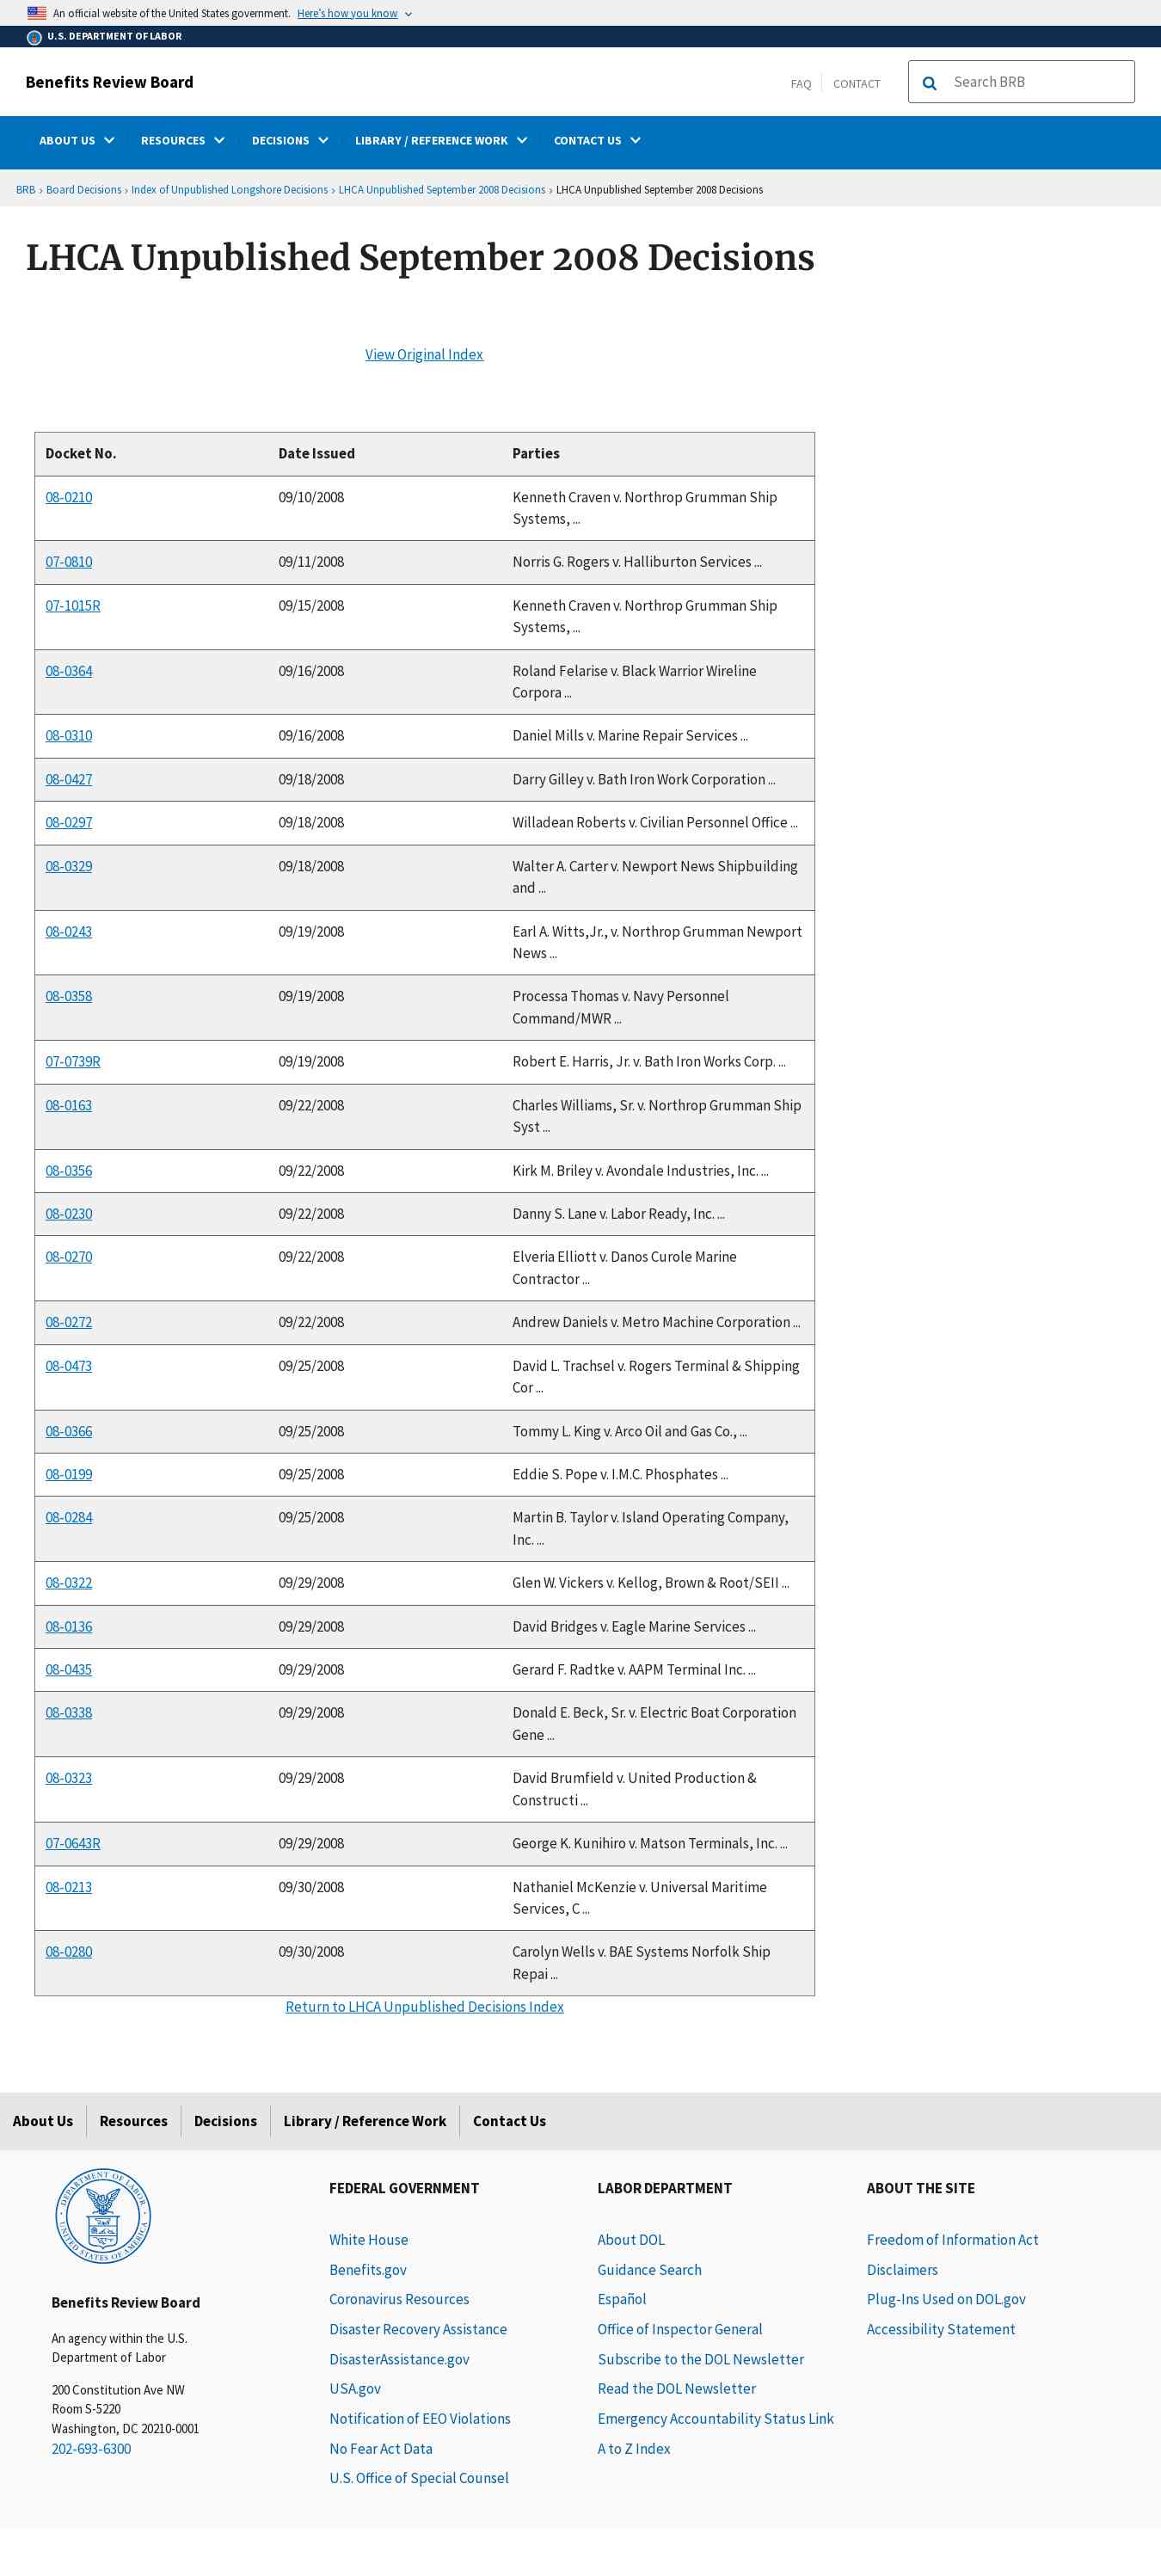 An official website of the United States government. Here's how you know
U.S. DEPARTMENT OF LABOR
Benefits Review Board
FAQ CONTACT Search BRB
ABOUT US RESOURCES DECISIONS LIBRARY / REFERENCE WORK CONTACT US
BRB › Board Decisions › Index of Unpublished Longshore Decisions › LHCA Unpublished September 2008 Decisions › LHCA Unpublished September 2008 Decisions
LHCA Unpublished September 2008 Decisions
View Original Index
Docket No. Date Issued Parties
08-0210 09/10/2008 Kenneth Craven v. Northrop Grumman Ship
Systems, ...
07-0810 09/11/2008 Norris G. Rogers v. Halliburton Services ...
07-1015R 09/15/2008 Kenneth Craven v. Northrop Grumman Ship
Systems, ...
08-0364 09/16/2008 Roland Felarise v. Black Warrior Wireline
Corpora ...
08-0310 09/16/2008 Daniel Mills v. Marine Repair Services ...
08-0427 09/18/2008 Darry Gilley v. Bath Iron Work Corporation ...
08-0297 09/18/2008 Willadean Roberts v. Civilian Personnel Office ...
08-0329 09/18/2008 Walter A. Carter v. Newport News Shipbuilding
and ...
08-0243 09/19/2008 Earl A. Witts,Jr., v. Northrop Grumman Newport
News ...
08-0358 09/19/2008 Processa Thomas v. Navy Personnel
Command/MWR ...
07-0739R 09/19/2008 Robert E. Harris, Jr. v. Bath Iron Works Corp. ...
08-0163 09/22/2008 Charles Williams, Sr. v. Northrop Grumman Ship
Syst ...
08-0356 09/22/2008 Kirk M. Briley v. Avondale Industries, Inc. ...
08-0230 09/22/2008 Danny S. Lane v. Labor Ready, Inc. ...
08-0270 09/22/2008 Elveria Elliott v. Danos Curole Marine
Contractor ...
08-0272 09/22/2008 Andrew Daniels v. Metro Machine Corporation ...
08-0473 09/25/2008 David L. Trachsel v. Rogers Terminal & Shipping
Cor ...
08-0366 09/25/2008 Tommy L. King v. Arco Oil and Gas Co., ...
08-0199 09/25/2008 Eddie S. Pope v. I.M.C. Phosphates ...
08-0284 09/25/2008 Martin B. Taylor v. Island Operating Company,
Inc. ...
08-0322 09/29/2008 Glen W. Vickers v. Kellog, Brown & Root/SEII ...
08-0136 09/29/2008 David Bridges v. Eagle Marine Services ...
08-0435 09/29/2008 Gerard F. Radtke v. AAPM Terminal Inc. ...
08-0338 09/29/2008 Donald E. Beck, Sr. v. Electric Boat Corporation
Gene ...
08-0323 09/29/2008 David Brumfield v. United Production &
Constructi ...
07-0643R 09/29/2008 George K. Kunihiro v. Matson Terminals, Inc. ...
08-0213 09/30/2008 Nathaniel McKenzie v. Universal Maritime
Services, C ...
08-0280 09/30/2008 Carolyn Wells v. BAE Systems Norfolk Ship
Repai ...
Return to LHCA Unpublished Decisions Index
About Us Resources Decisions Library / Reference Work Contact Us
DEPARTMENT OF LABOR
UNITED STATES OF AMERICA
Benefits Review Board
An agency within the U.S.
Department of Labor
200 Constitution Ave NW
Room S-5220
Washington, DC 20210-0001
202-693-6300
FEDERAL GOVERNMENT
White House
Benefits.gov
Coronavirus Resources
Disaster Recovery Assistance
DisasterAssistance.gov
USA.gov
Notification of EEO Violations
No Fear Act Data
U.S. Office of Special Counsel
LABOR DEPARTMENT
About DOL
Guidance Search
Español
Office of Inspector General
Subscribe to the DOL Newsletter
Read the DOL Newsletter
Emergency Accountability Status Link
A to Z Index
ABOUT THE SITE
Freedom of Information Act
Disclaimers
Plug-Ins Used on DOL.gov
Accessibility Statement